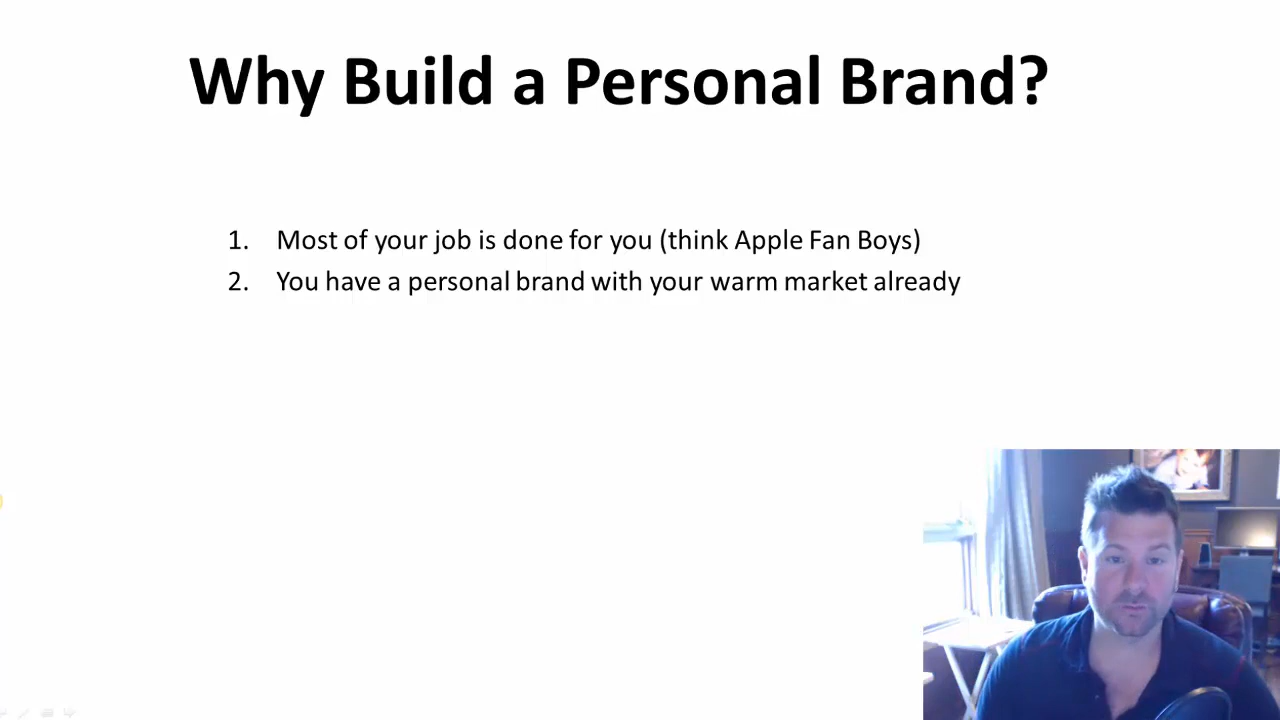 Why Build a Personal Brand?
1. Most of your job is done for you (think Apple Fan Boys)
2. You have a personal brand with your warm market already